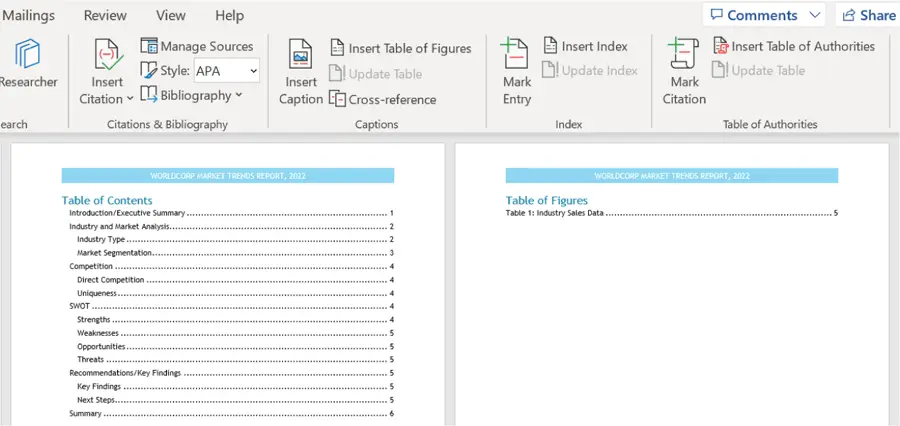 Mailings Review View Help Comments Share
Researcher
earch
Insert Citation
Manage Sources
Style: APA
Bibliography
Citations & Bibliography
Insert Caption
Insert Table of Figures
Update Table
Cross-reference
Captions
Mark Entry
Insert Index
Update Index
Index
Mark Citation
Insert Table of Authorities
Update Table
Table of Authorities
WORLDCORP MARKET TRENDS REPORT, 2022
Table of Contents
Introduction/Executive Summary 1
Industry and Market Analysis 2
Industry Type 2
Market Segmentation 3
Competition 4
Direct Competition 4
Uniqueness 4
SWOT 4
Strengths 4
Weaknesses 5
Opportunities 5
Threats 5
Recommendations/Key Findings 5
Key Findings 5
Next Steps 5
Summary 6
WORLDCORP MARKET TRENDS REPORT, 2022
Table of Figures
Table 1: Industry Sales Data 5